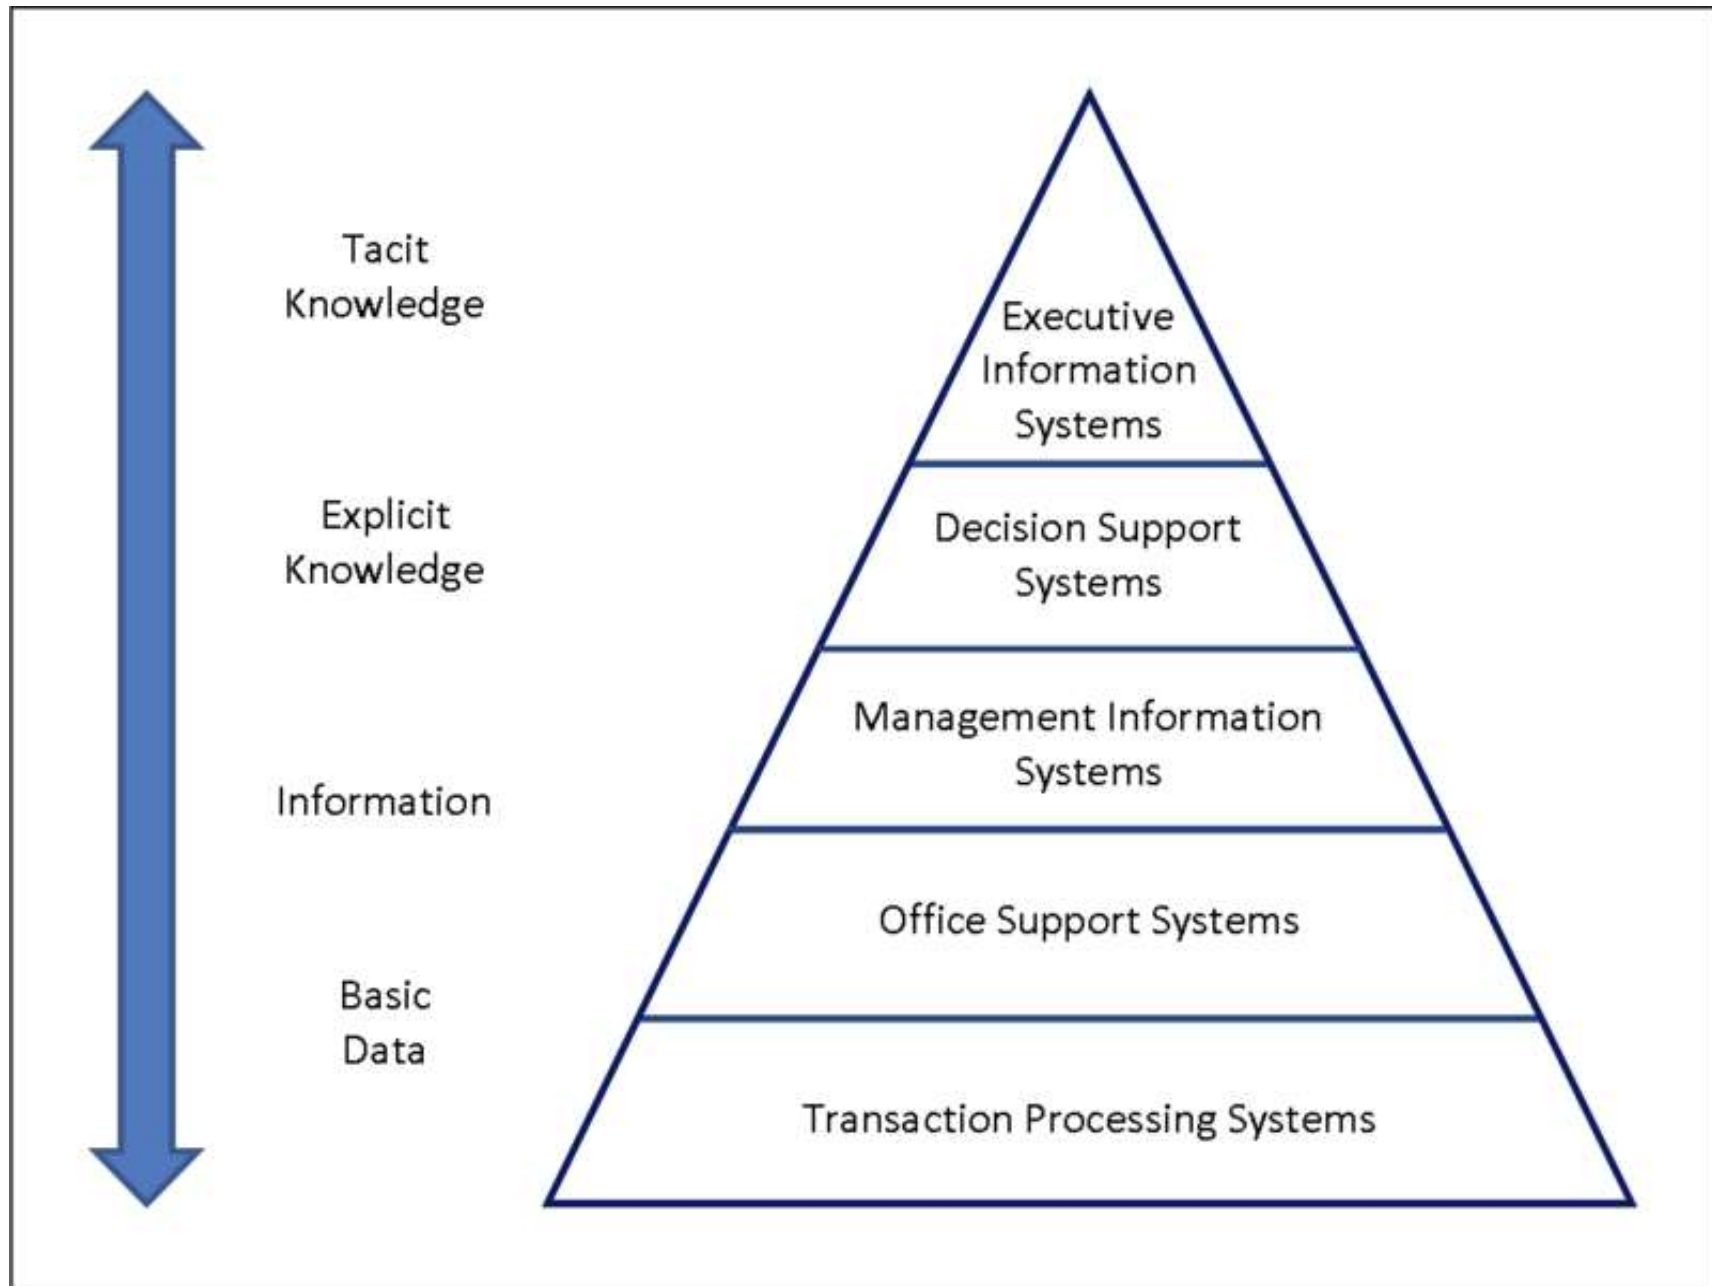 Tacit
Knowledge
Explicit
Knowledge
Information
Basic
Data
Executive
Information
Systems
Decision Support
Systems
Management Information
Systems
Office Support Systems
Transaction Processing Systems